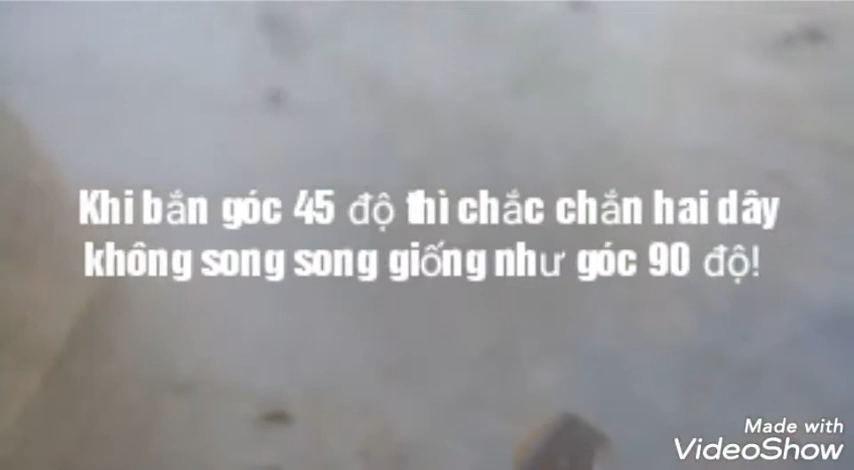 Khi bắn góc 45 độ thì chắc chắn hai dây
không song song giống như góc 90 độ!
Made with
VideoShow